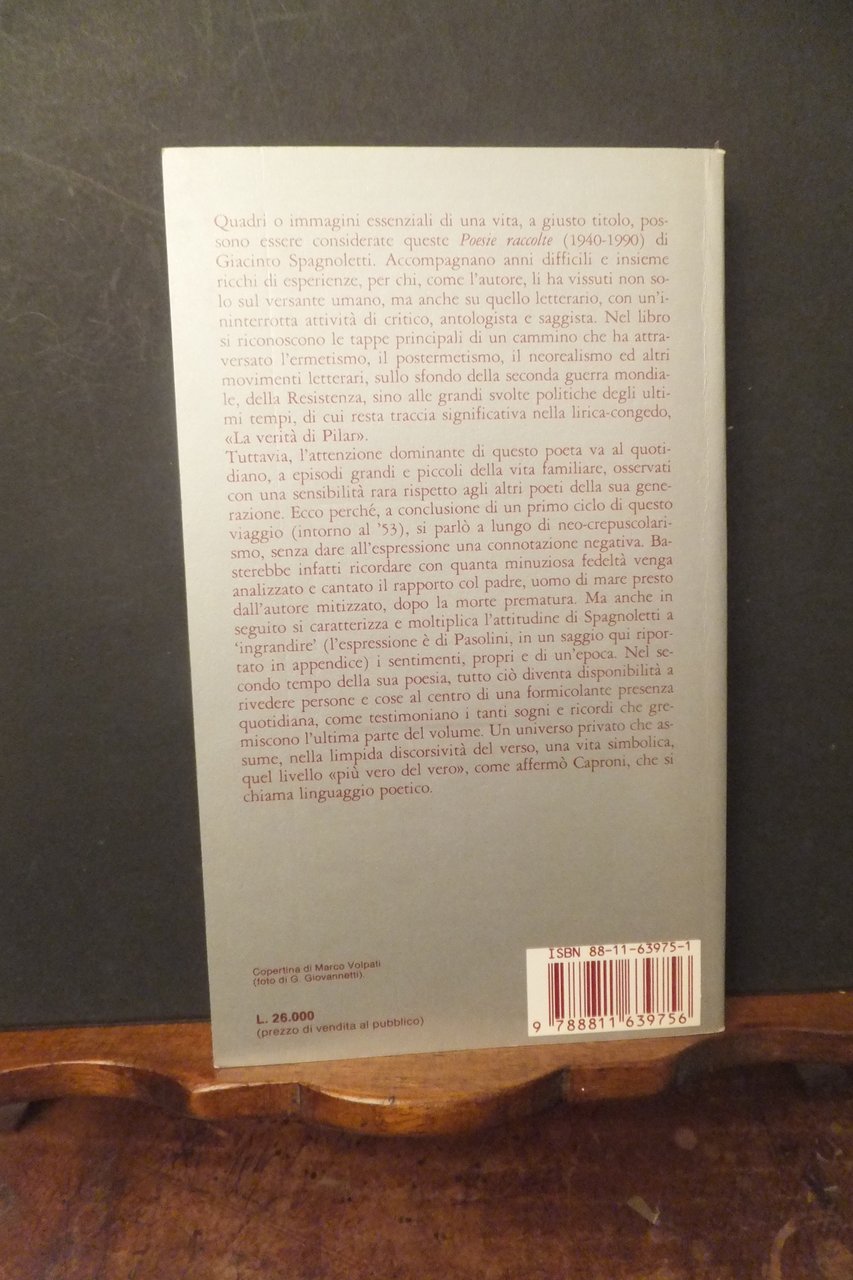 Quadri o immagini essenziali di una vita, a giusto titolo, pos-
sono essere considerate queste Poesie raccolte (1940-1990) di
Giacinto Spagnoletti. Accompagnano anni difficili e insieme
ricchi di esperienze, per chi, come l'autore, li ha vissuti non so-
lo sul versante umano, ma anche su quello letterario, con un'i-
ninterrotta attività di critico, antologista e saggista. Nel libro
si riconoscono le tappe principali di un cammino che ha attra-
versato l'ermetismo, il postermetismo, il neorealismo ed altri
movimenti letterari, sullo sfondo della seconda guerra mondia-
le, della Resistenza, sino alle grandi svolte politiche degli ulti-
mi tempi, di cui resta traccia significativa nella lirica-congedo,
«La verità di Pilar».
Tuttavia, l'attenzione dominante di questo poeta va al quoti-
diano, a episodi grandi e piccoli della vita familiare, osservati
con una sensibilità rara rispetto agli altri poeti della sua gene-
razione. Ecco perché, a conclusione di un primo ciclo di questo
viaggio (intorno al '53), si parlò a lungo di neo-crepuscolari-
smo, senza dare all'espressione una connotazione negativa. Ba-
sterebbe infatti ricordare con quanta minuziosa fedeltà venga
analizzato e cantato il rapporto col padre, uomo di mare presto
dall'autore mitizzato, dopo la morte prematura. Ma anche in
seguito si caratterizza e moltiplica l'attitudine di Spagnoletti a
'ingrandire' (l'espressione è di Pasolini, in un saggio qui ripor-
tato in appendice) i sentimenti, propri e di un'epoca. Nel se-
condo tempo della sua poesia, tutto ciò diventa disponibilità a
rivedere persone e cose al centro di una formicolante presenza
quotidiana, come testimoniano i tanti sogni e ricordi che gre-
miscono l'ultima parte del volume. Un universo privato che as-
sume, nella limpida discorsività del verso, una vita simbolica,
quel livello «più vero del vero», come affermò Caproni, che si
chiama linguaggio poetico.
Copertina di Marco Volpati
(foto di G. Giovannetti).
L. 26.000
(prezzo di vendita al pubblico)
ISBN 88-11-63975-1
9 788811 639756